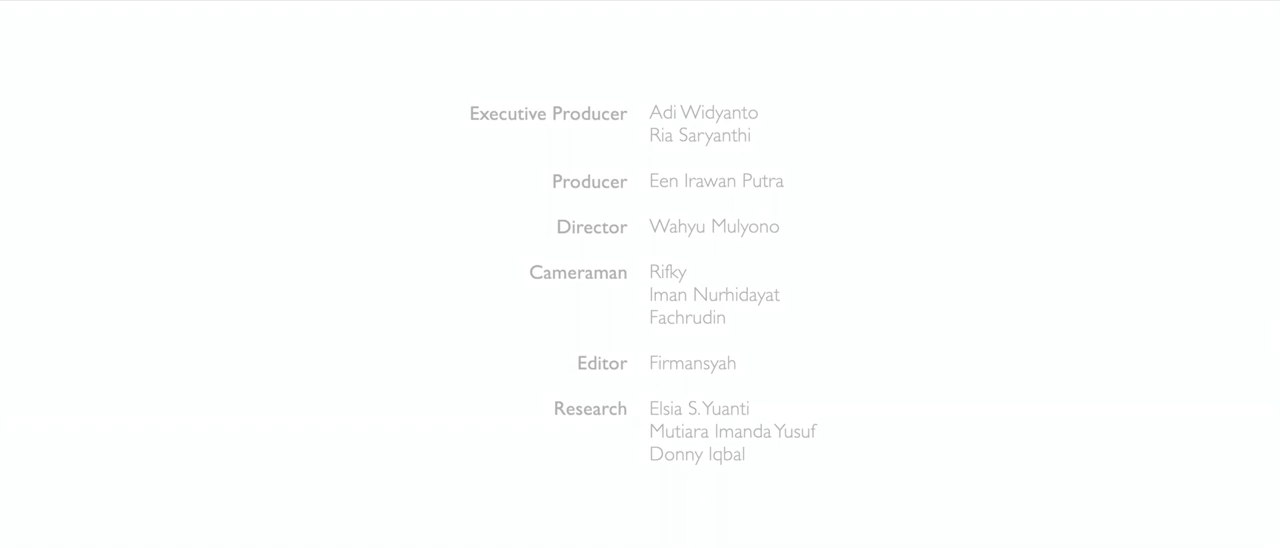 Executive Producer Adi Widyanto
Ria Saryanthi
Producer Een Irawan Putra
Director Wahyu Mulyono
Cameraman Rifky
Iman Nurhidayat
Fachrudin
Editor Firmansyah
Research Elsia S. Yuanti
Mutiara Imanda Yusuf
Donny Iqbal